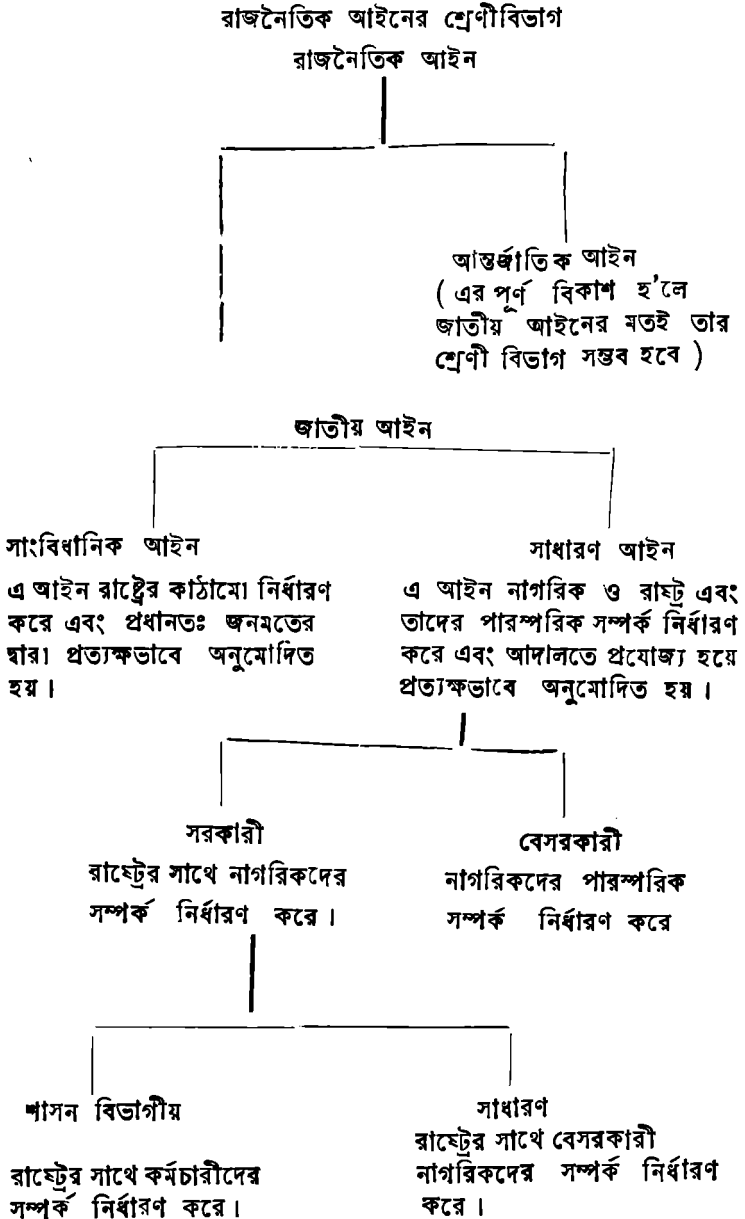 রাজনৈতিক আইনের শ্রেণীবিভাগ
রাজনৈতিক আইন
আন্তর্জাতিক আইন
( এর পূর্ণ বিকাশ হ'লে
জাতীয় আইনের মতই তার
শ্রেণী বিভাগ সম্ভব হবে )
জাতীয় আইন
সাংবিধানিক আইন
এ আইন রাষ্ট্রের কাঠামো নির্ধারণ
করে এবং প্রধানতঃ জনমতের
দ্বারা প্রত্যক্ষভাবে অনুমোদিত
হয় ।
সাধারণ আইন
এ আইন নাগরিক ও রাষ্ট্র এবং
তাদের পারস্পরিক সম্পর্ক নির্ধারণ
করে এবং আদালতে প্রযোজ্য হয়ে
প্রত্যক্ষভাবে অনুমোদিত হয় ।
সরকারী
রাষ্ট্রের সাথে নাগরিকদের
সম্পর্ক নির্ধারণ করে ।
বেসরকারী
নাগরিকদের পারস্পরিক
সম্পর্ক নির্ধারণ করে
শাসন বিভাগীয়
রাষ্ট্রের সাথে কর্মচারীদের
সম্পর্ক নির্ধারণ করে ।
সাধারণ
রাষ্ট্রের সাথে বেসরকারী
নাগরিকদের সম্পর্ক নির্ধারণ
করে ।